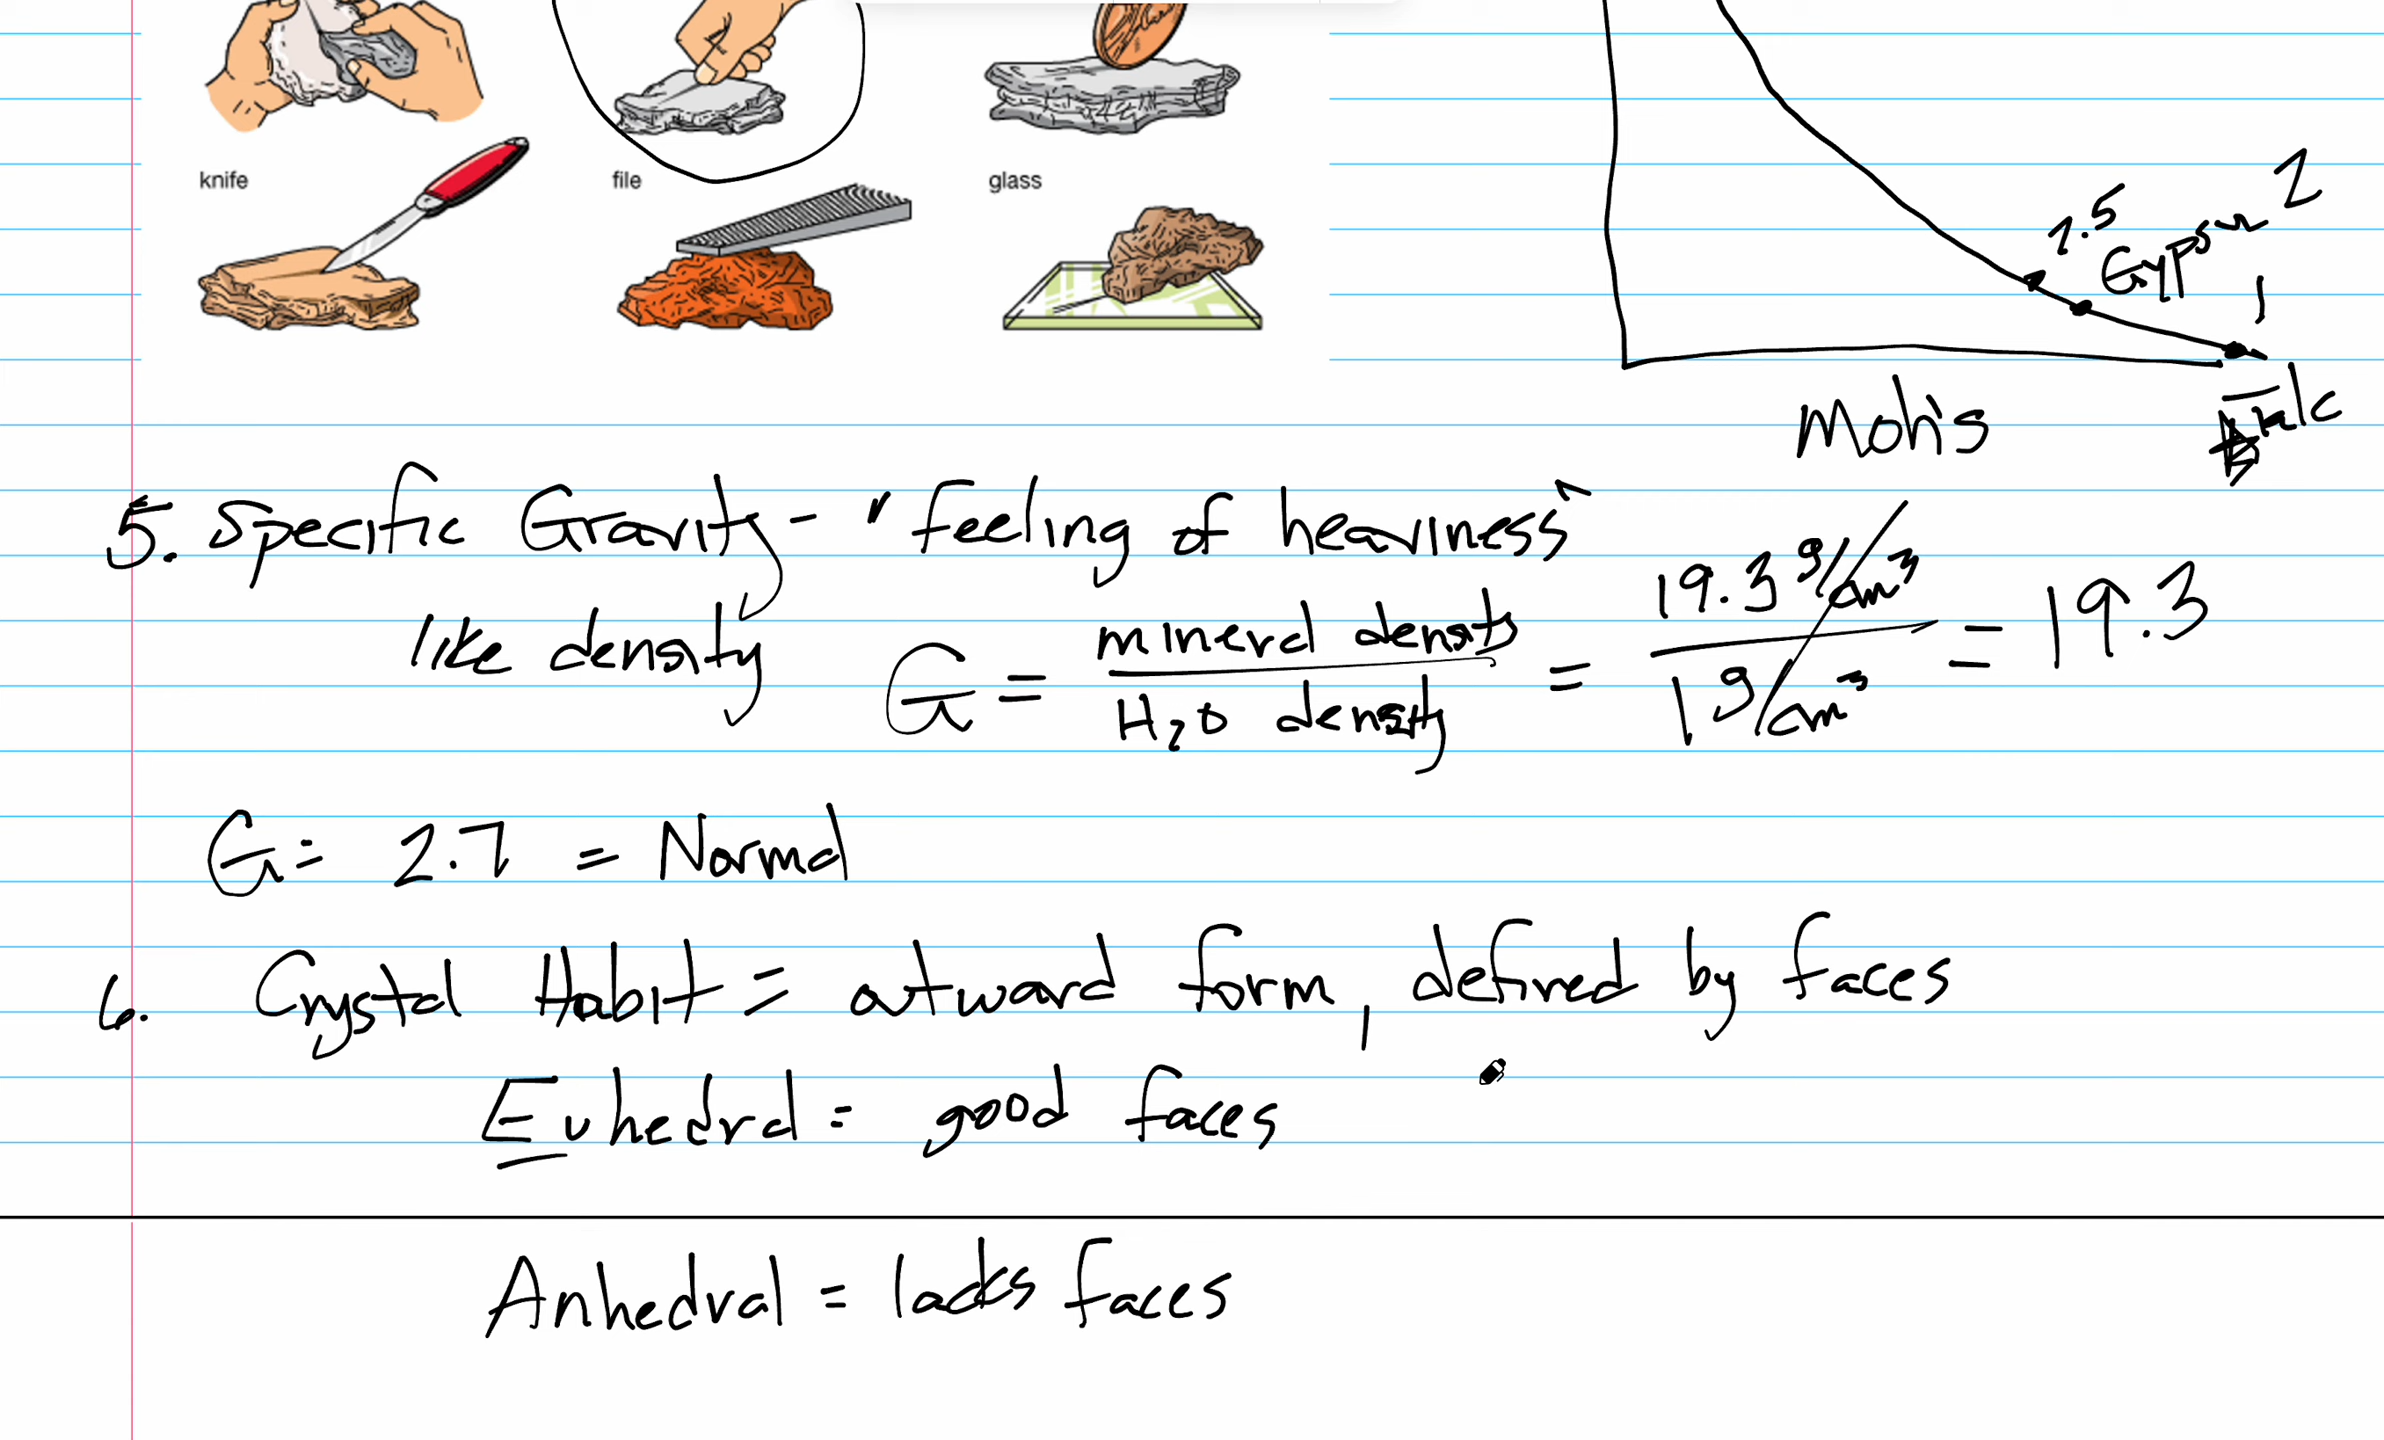 knife file glass
2.5 Gypsum 2
1
Talc
Moh's
5. Specific Gravity - "feeling of heaviness"
like density G = mineral density / H2O density = 19.3 g/cm³ / 1 g/cm³ = 19.3
G = 2.7 = Normal
6. Crystal Habit = outward form, defined by faces
Euhedral = good faces
Anhedral = lacks faces